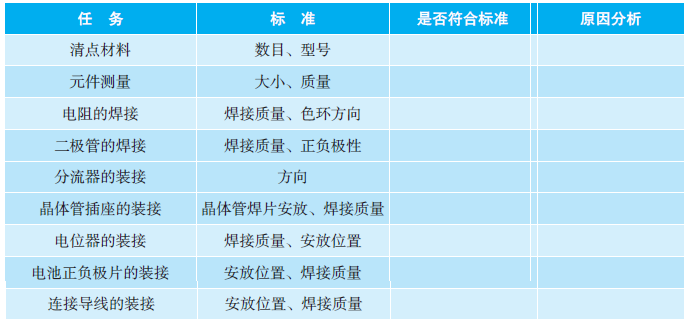 任 务 标 准 是否符合标准 原因分析
清点材料 数目、型号
元件测量 大小、质量
电阻的焊接 焊接质量、色环方向
二极管的焊接 焊接质量、正负极性
分流器的装接 方向
晶体管插座的装接 晶体管焊片安放、焊接质量
电位器的装接 焊接质量、安放位置
电池正负极片的装接 安放位置、焊接质量
连接导线的装接 安放位置、焊接质量